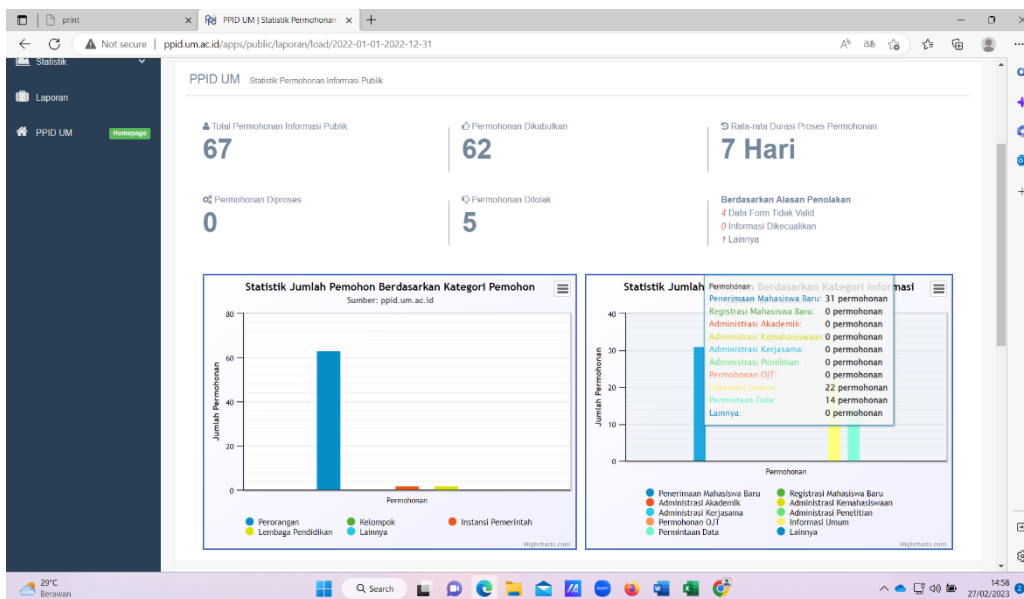 print
PPID UM | Statistik Permohonan
Not secure
ppid.um.ac.id/apps/public/laporan/load/2022-01-01-2022-12-31
Statistik
Laporan
PPID UM
Homepage
PPID UM Statistik Permohonan Informasi Publik
Total Permohonan Informasi Publik
67
Permohonan Dikabulkan
62
Rata-rata Durasi Proses Permohonan
7 Hari
Permohonan Diproses
0
Permohonan Ditolak
5
Berdasarkan Alasan Penolakan
4 Data Form Tidak Valid
0 Informasi Dikecualikan
1 Lainnya
Statistik Jumlah Pemohon Berdasarkan Kategori Pemohon
Sumber: ppid.um.ac.id
Jumlah Permohonan
80
60
40
20
0
Permohonan
Perorangan
Kelompok
Instansi Pemerintah
Lembaga Pendidikan
Lainnya
Highcharts.com
Statistik Jumlah Permohonan Berdasarkan Kategori Informasi
Permohonan
Penerimaan Mahasiswa Baru: 31 permohonan
Registrasi Mahasiswa Baru: 0 permohonan
Administrasi Akademik: 0 permohonan
Administrasi Kemahasiswaan 0 permohonan
Administrasi Kerjasama: 0 permohonan
Administrasi Penelitian: 0 permohonan
Permohonan OJT: 0 permohonan
Informasi Umum: 22 permohonan
Permintaan Data: 14 permohonan
Lainnya: 0 permohonan
Jumlah Permohonan
40
30
20
10
0
Permohonan
Penerimaan Mahasiswa Baru
Registrasi Mahasiswa Baru
Administrasi Akademik
Administrasi Kemahasiswaan
Administrasi Kerjasama
Administrasi Penelitian
Permohonan OJT
Informasi Umum
Permintaan Data
Lainnya
Highcharts.com
29°C
Berawan
Search
14:58
27/02/2023
2